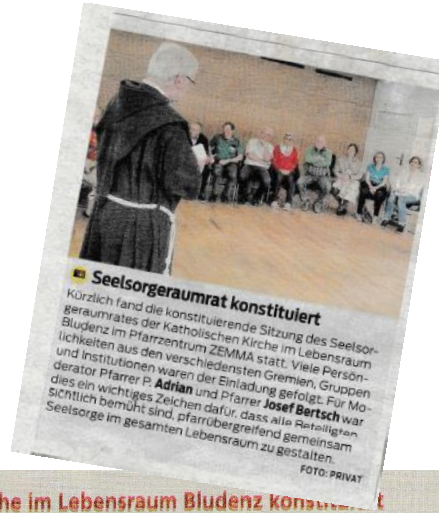 Seelsorgeraumrat konstituiert
Kürzlich fand die konstituierende Sitzung des Seelsor-
geraumrates der Katholischen Kirche im Lebensraum
Bludenz im Pfarrzentrum ZEMMA statt. Viele Persön-
lichkeiten aus den verschiedensten Gremien, Gruppen
und Institutionen waren der Einladung gefolgt. Für Mo-
derator Pfarrer P. Adrian und Pfarrer Josef Bertsch war
dies ein wichtiges Zeichen dafür, dass alle Beteiligten
sichtlich bemüht sind, pfarrübergreifend gemeinsam
Seelsorge im gesamten Lebensraum zu gestalten.
FOTO: PRIVAT
he im Lebensraum Bludenz